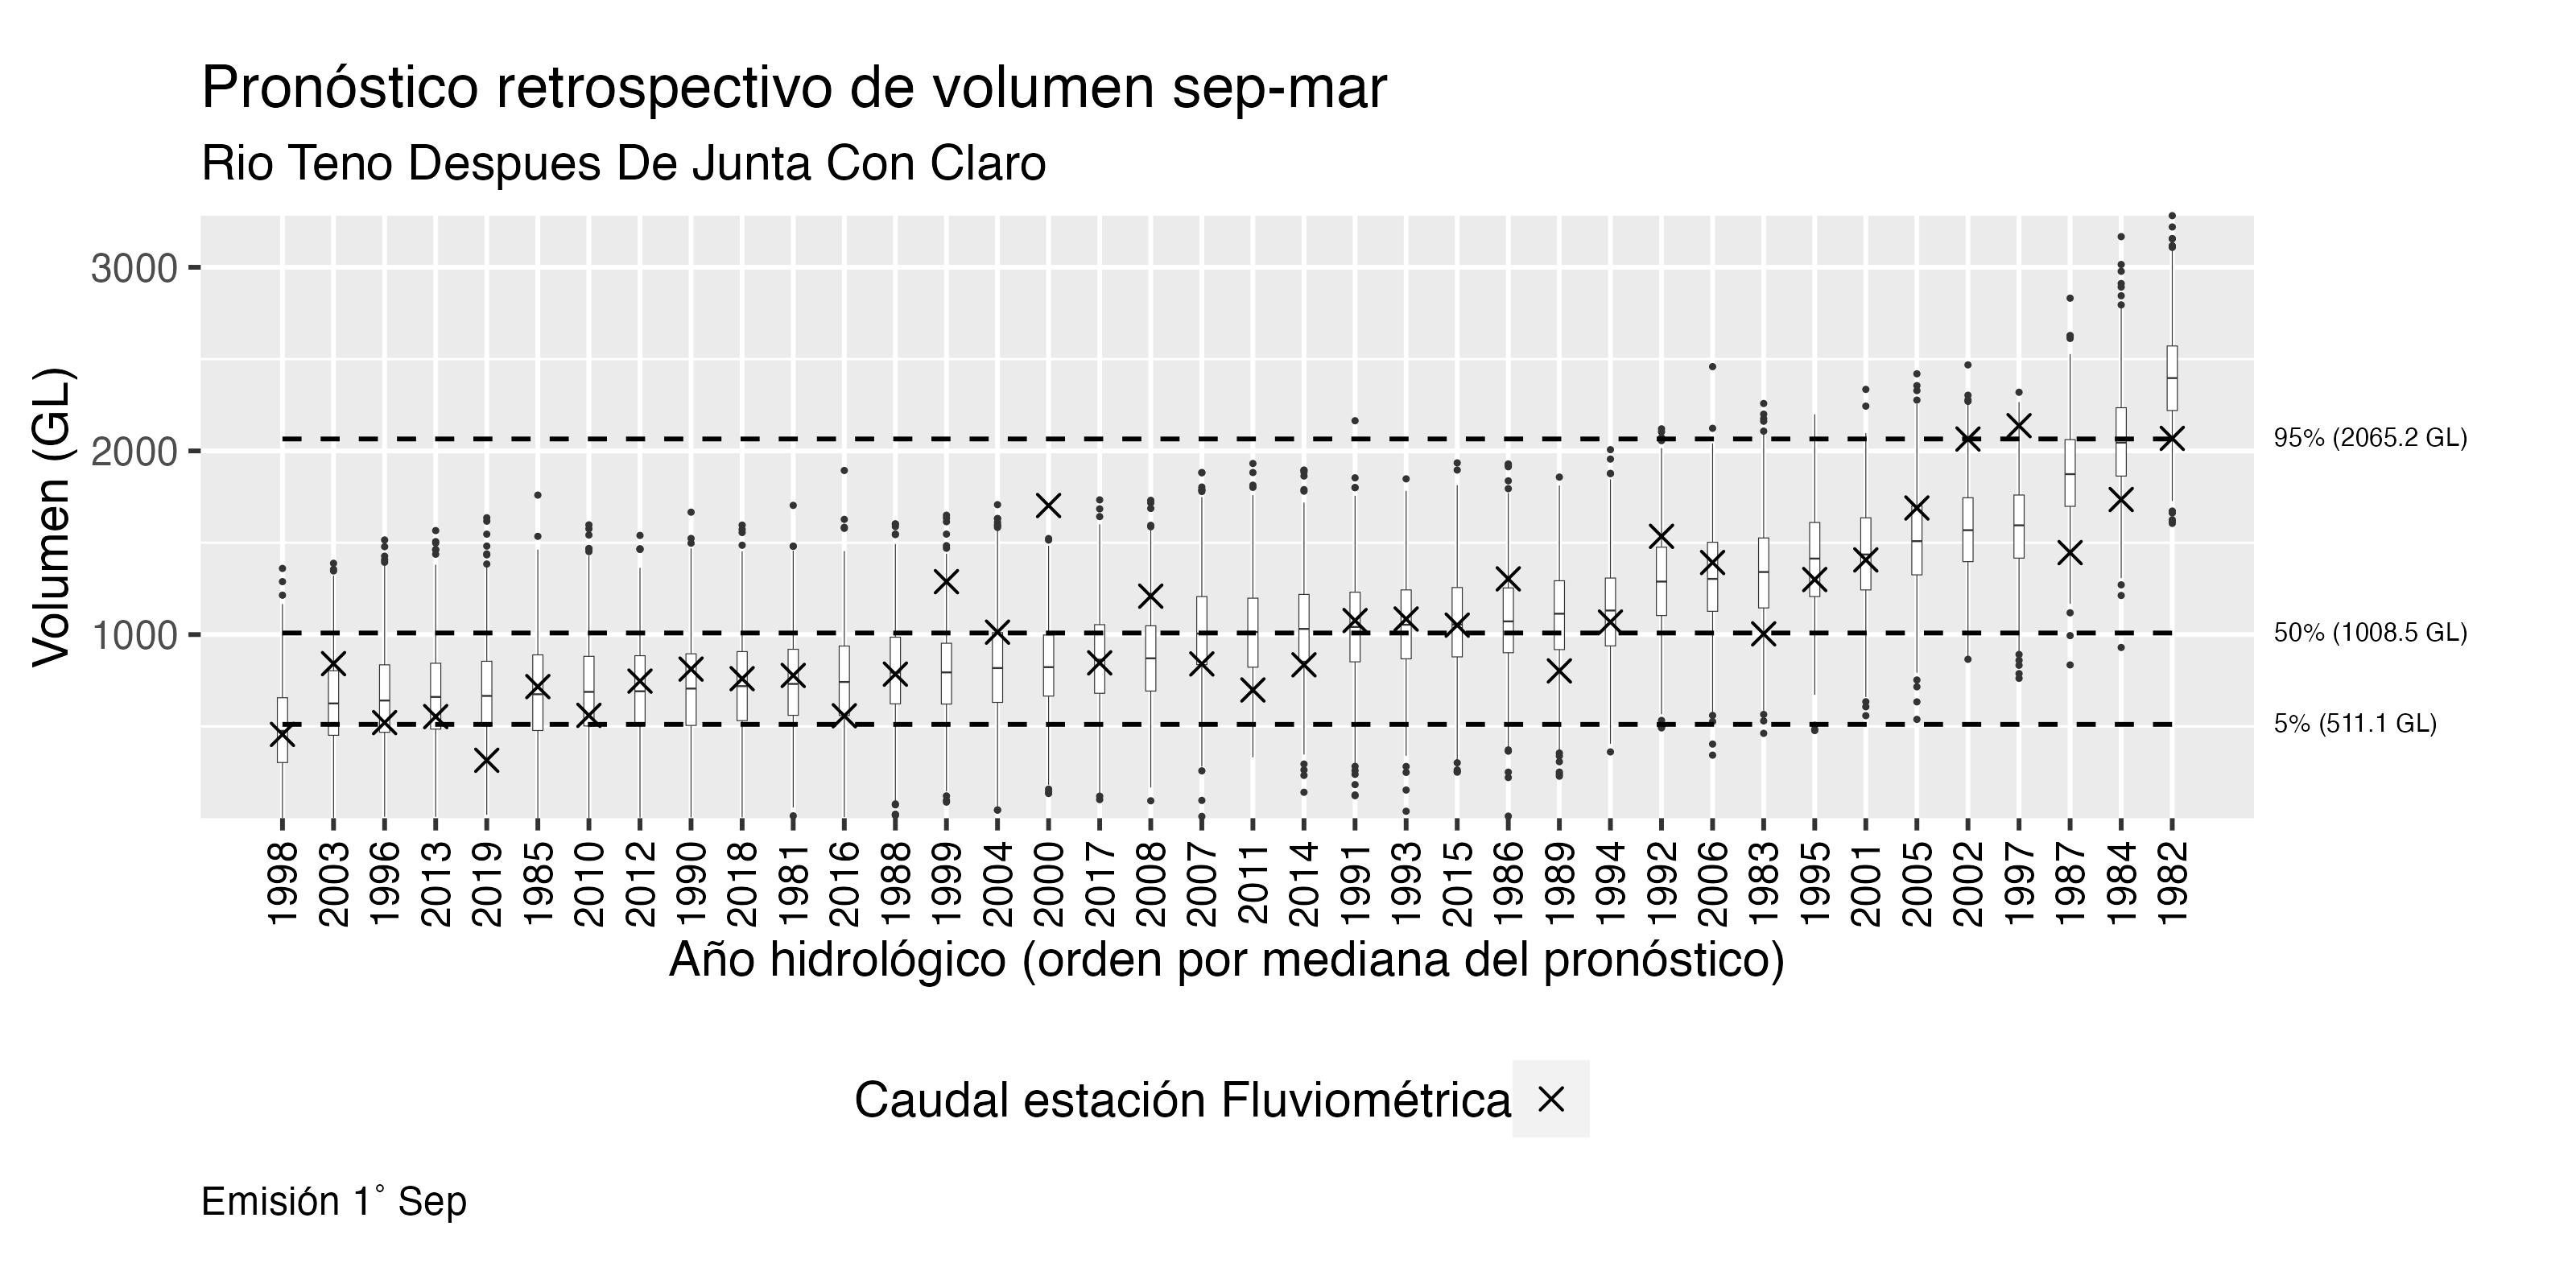 Pronóstico retrospectivo de volumen sep-mar
Rio Teno Despues De Junta Con Claro
Volumen (GL)
3000
2000
1000
95% (2065.2 GL)
50% (1008.5 GL)
5% (511.1 GL)
1998 2003 1996 2013 2019 1985 2010 2012 1990 2018 1981 2016 1988 1999 2004 2000 2017 2008 2007 2011 2014 1991 1993 2015 1986 1989 1994 1992 2006 1983 1995 2001 2005 2002 1997 1987 1984 1982
Año hidrológico (orden por mediana del pronóstico)
Caudal estación Fluviométrica
Emisión 1° Sep